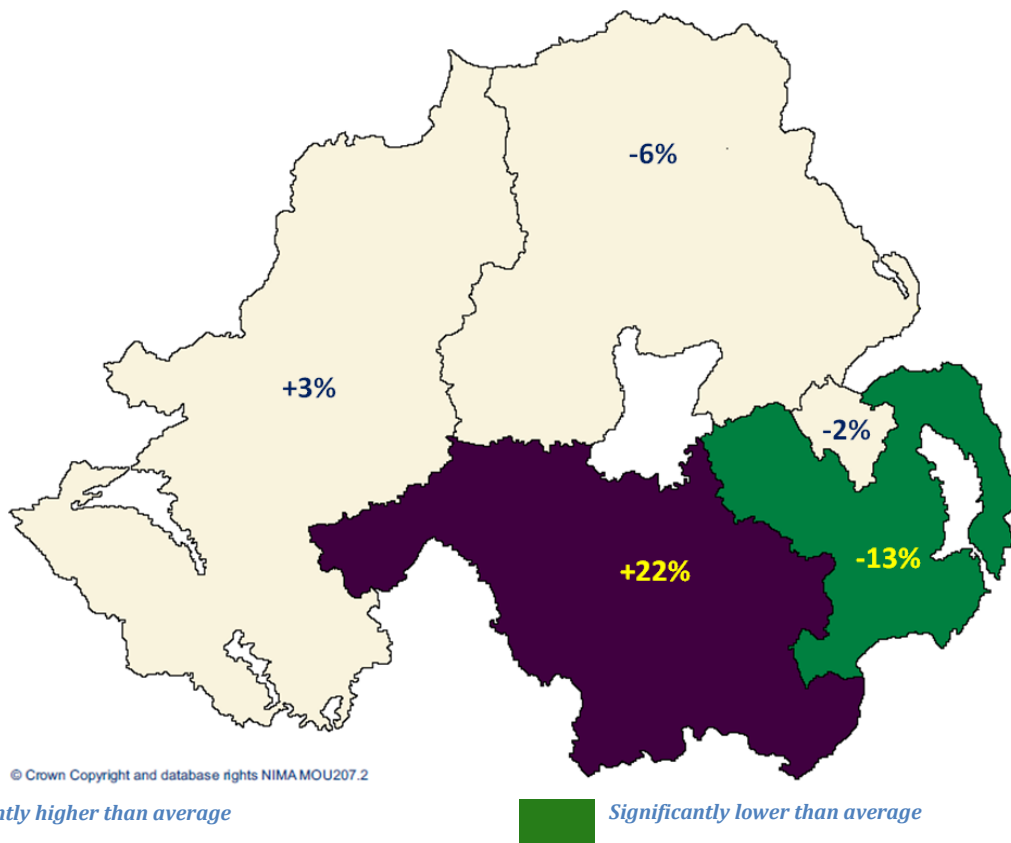 -6%
+3%
-2%
+22%
-13%
© Crown Copyright and database rights NIMA MOU207.2
higher than average
Significantly lower than average